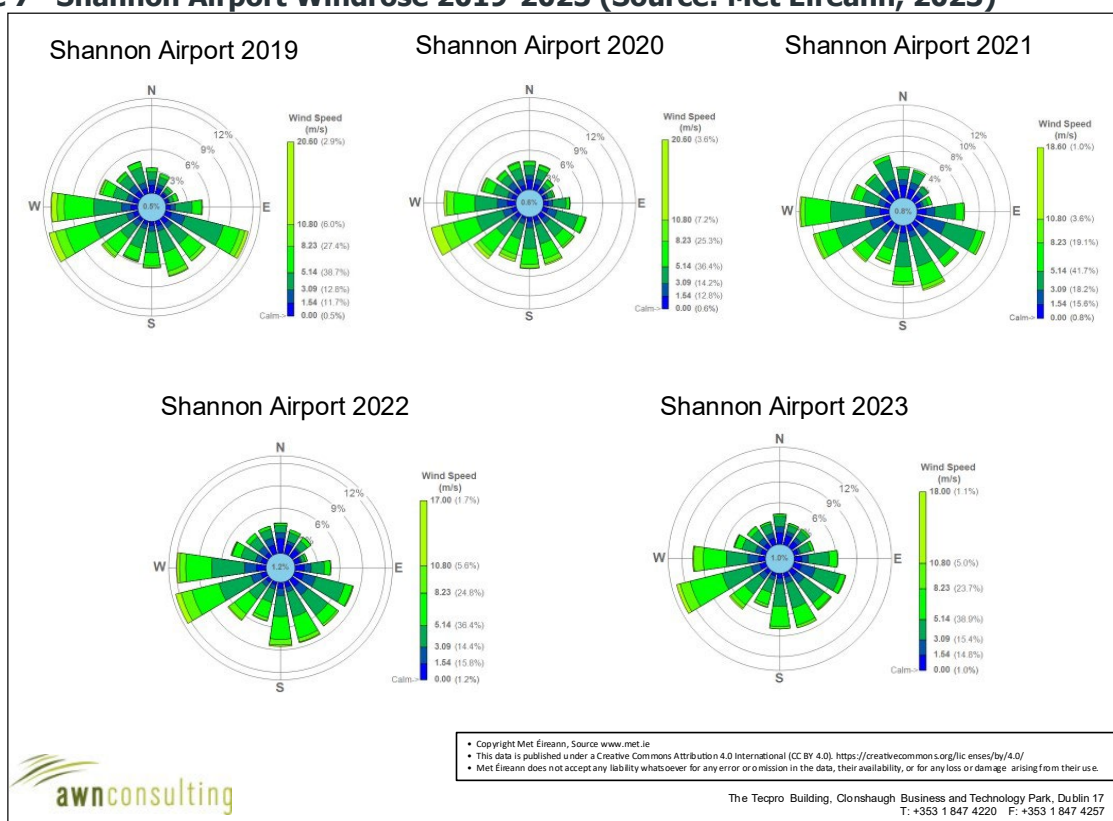 e 7 Shannon Airport Windrose 2019-2023 (Source: Met Éireann, 2023)
Shannon Airport 2019
N
12%
9%
6%
3%
W
0.5%
E
S
Wind Speed
(m/s)
20.60 (2.9%)
10.80 (6.0%)
8.23 (27.4%)
5.14 (38.7%)
3.09 (12.8%)
1.54 (11.7%)
Calm-> 0.00 (0.5%)
Shannon Airport 2020
N
12%
9%
6%
3%
W
0.6%
E
S
Wind Speed
(m/s)
20.60 (3.6%)
10.80 (7.2%)
8.23 (25.3%)
5.14 (36.4%)
3.09 (14.2%)
1.54 (12.8%)
Calm-> 0.00 (0.6%)
Shannon Airport 2021
N
12%
10%
8%
6%
4%
W
0.8%
E
S
Wind Speed
(m/s)
18.60 (1.0%)
10.80 (3.6%)
8.23 (19.1%)
5.14 (41.7%)
3.09 (18.2%)
1.54 (15.6%)
Calm-> 0.00 (0.8%)
Shannon Airport 2022
N
12%
9%
6%
W
1.2%
E
S
Wind Speed
(m/s)
17.00 (1.7%)
10.80 (5.6%)
8.23 (24.8%)
5.14 (36.4%)
3.09 (14.4%)
1.54 (15.8%)
Calm-> 0.00 (1.2%)
Shannon Airport 2023
N
12%
9%
6%
W
1.0%
E
S
Wind Speed
(m/s)
18.00 (1.1%)
10.80 (5.0%)
8.23 (23.7%)
5.14 (38.9%)
3.09 (15.4%)
1.54 (14.8%)
Calm-> 0.00 (1.0%)
• Copyright Met Éireann, Source www.met.ie
• This data is published under a Creative Commons Attribution 4.0 International (CC BY 4.0). https://creativecommons.org/lic enses/by/4.0/
• Met Éireann does not accept any liability whatsoever for any error or omission in the data, their availability, or for any loss or damage arising from their use.
awnconsulting
The Tecpro Building, Clonshaugh Business and Technology Park, Dublin 17
T: +353 1 847 4220 F: +353 1 847 4257